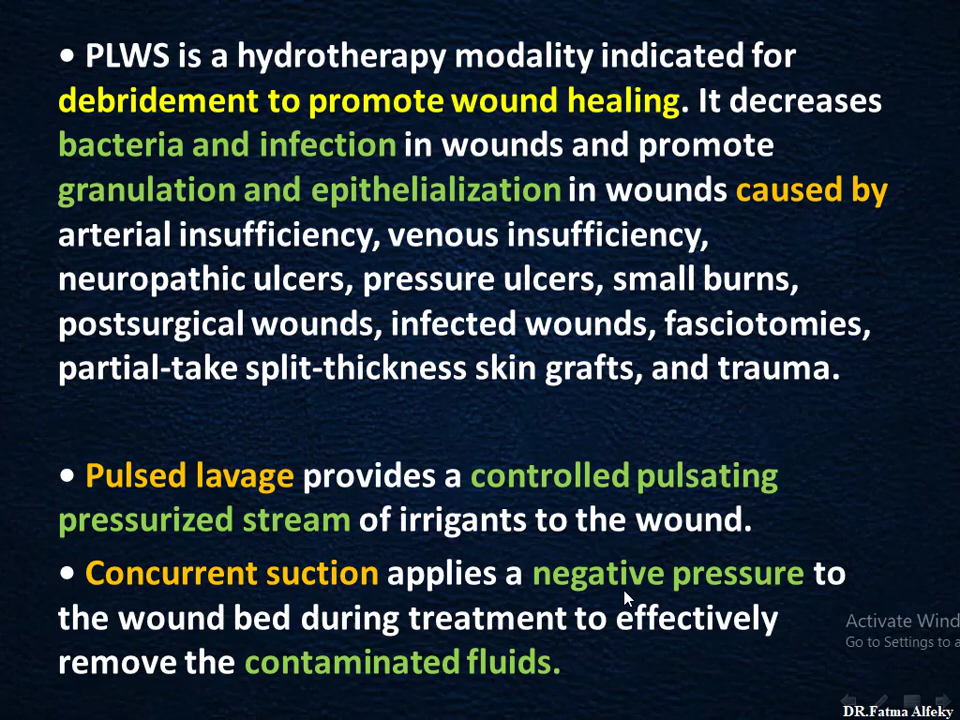 • PLWS is a hydrotherapy modality indicated for
debridement to promote wound healing. It decreases
bacteria and infection in wounds and promote
granulation and epithelialization in wounds caused by
arterial insufficiency, venous insufficiency,
neuropathic ulcers, pressure ulcers, small burns,
postsurgical wounds, infected wounds, fasciotomies,
partial-take split-thickness skin grafts, and trauma.
• Pulsed lavage provides a controlled pulsating
pressurized stream of irrigants to the wound.
• Concurrent suction applies a negative pressure to
the wound bed during treatment to effectively
remove the contaminated fluids.
Activate Wind
Go to Settings to a
DR.Fatma Alfeky